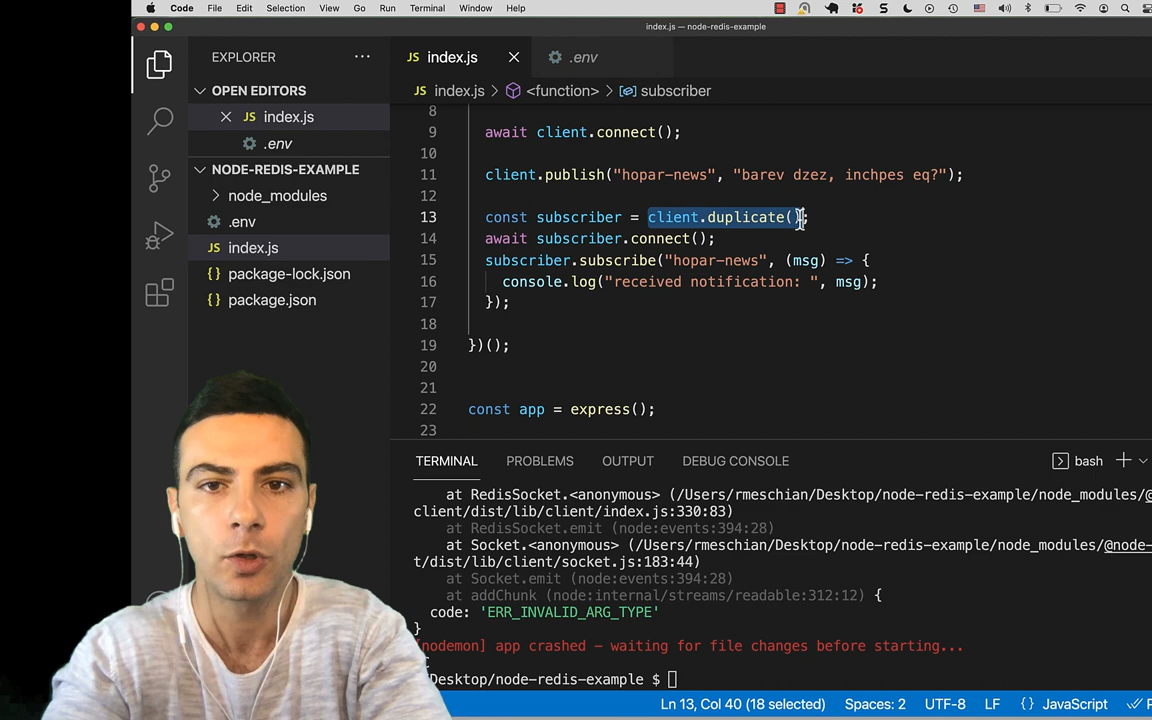 Code File Edit Selection View Go Run Terminal Window Help
index.js — node-redis-example
EXPLORER
OPEN EDITORS
JS index.js
.env
NODE-REDIS-EXAMPLE
node_modules
.env
JS index.js
{} package-lock.json
{} package.json
JS index.js
.env
JS index.js > <function> > subscriber
8
9 await client.connect();
10
11 client.publish("hopar-news", "barev dzez, inchpes eq?");
12
13 const subscriber = client.duplicate();
14 await subscriber.connect();
15 subscriber.subscribe("hopar-news", (msg) => {
16 console.log("received notification: ", msg);
17 });
18
19 })();
20
21
22 const app = express();
23
TERMINAL PROBLEMS OUTPUT DEBUG CONSOLE
bash
at RedisSocket.<anonymous> (/Users/rmeschian/Desktop/node-redis-example/node_modules/@
client/dist/lib/client/index.js:330:83)
at RedisSocket.emit (node:events:394:28)
at Socket.<anonymous> (/Users/rmeschian/Desktop/node-redis-example/node_modules/@node-
t/dist/lib/client/socket.js:183:44)
at Socket.emit (node:events:394:28)
at addChunk (node:internal/streams/readable:312:12) {
code: 'ERR_INVALID_ARG_TYPE'
}
[nodemon] app crashed - waiting for file changes before starting...
C
Desktop/node-redis-example $
Ln 13, Col 40 (18 selected) Spaces: 2 UTF-8 LF {} JavaScript